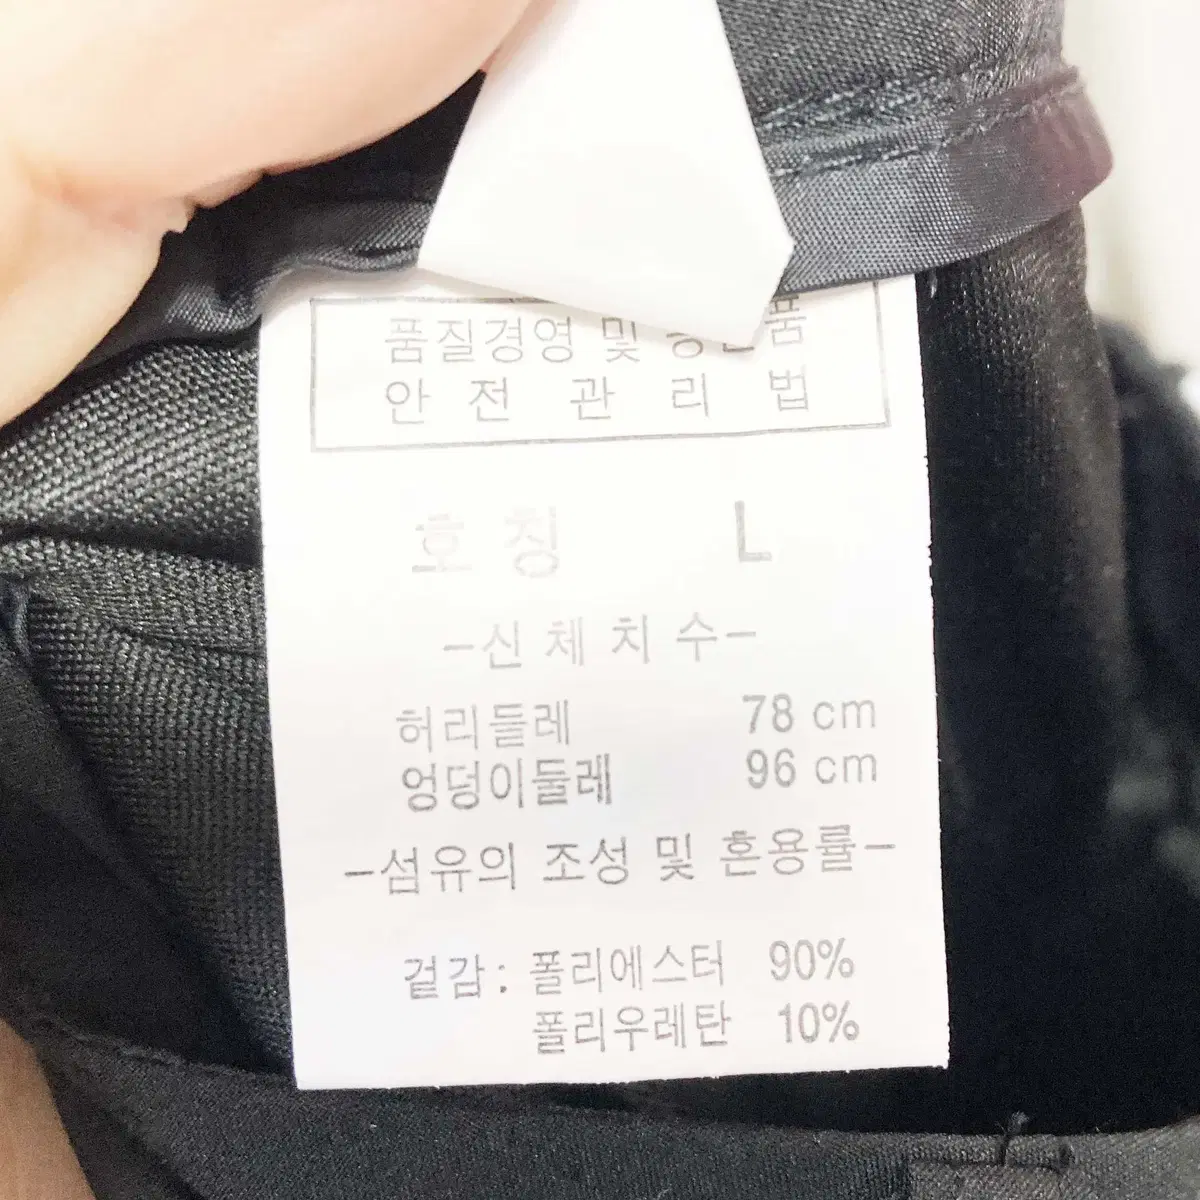 품질경영 및 공산품
안 전 관 리 법
호 칭 L
-신 체 치 수-
허리둘레 78 cm
엉덩이둘레 96 cm
-섬유의 조성 및 혼용률-
겉감 : 폴리에스터 90%
폴리우레탄 10%